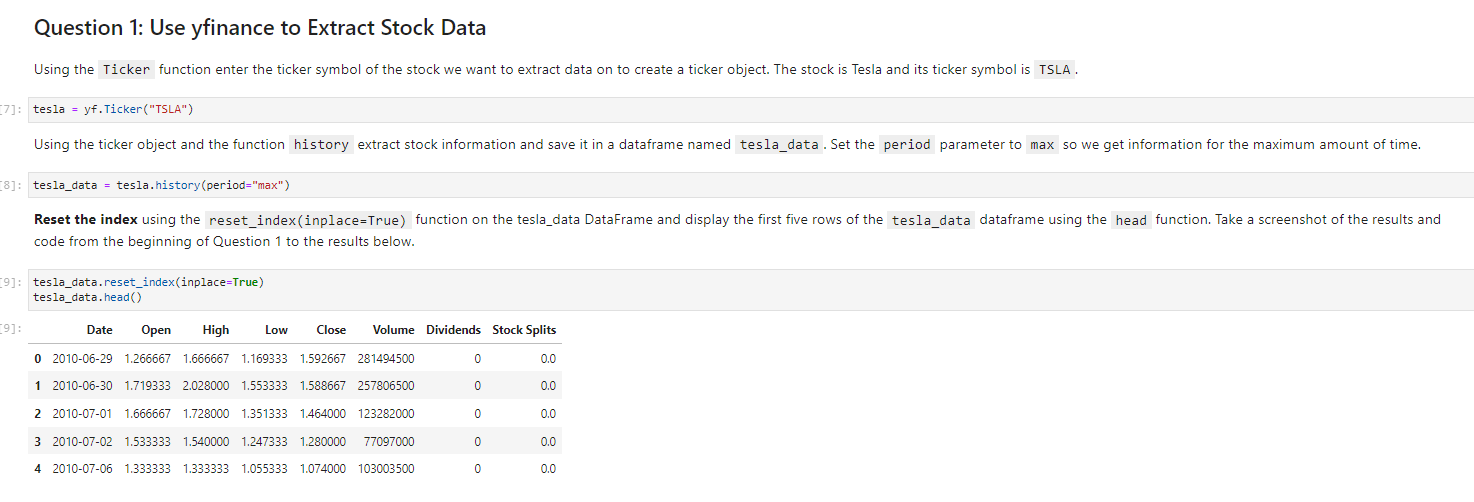 Question 1: Use yfinance to Extract Stock Data
Using the Ticker function enter the ticker symbol of the stock we want to extract data on to create a ticker object. The stock is Tesla and its ticker symbol is TSLA .
[7]: tesla = yf.Ticker("TSLA")
Using the ticker object and the function history extract stock information and save it in a dataframe named tesla_data . Set the period parameter to max so we get information for the maximum amount of time.
[8]: tesla_data = tesla.history(period="max")
Reset the index using the reset_index(inplace=True) function on the tesla_data DataFrame and display the first five rows of the tesla_data dataframe using the head function. Take a screenshot of the results and
code from the beginning of Question 1 to the results below.
[9]: tesla_data.reset_index(inplace=True)
tesla_data.head()
[9]: Date Open High Low Close Volume Dividends Stock Splits
0 2010-06-29 1.266667 1.666667 1.169333 1.592667 281494500 0 0.0
1 2010-06-30 1.719333 2.028000 1.553333 1.588667 257806500 0 0.0
2 2010-07-01 1.666667 1.728000 1.351333 1.464000 123282000 0 0.0
3 2010-07-02 1.533333 1.540000 1.247333 1.280000 77097000 0 0.0
4 2010-07-06 1.333333 1.333333 1.055333 1.074000 103003500 0 0.0